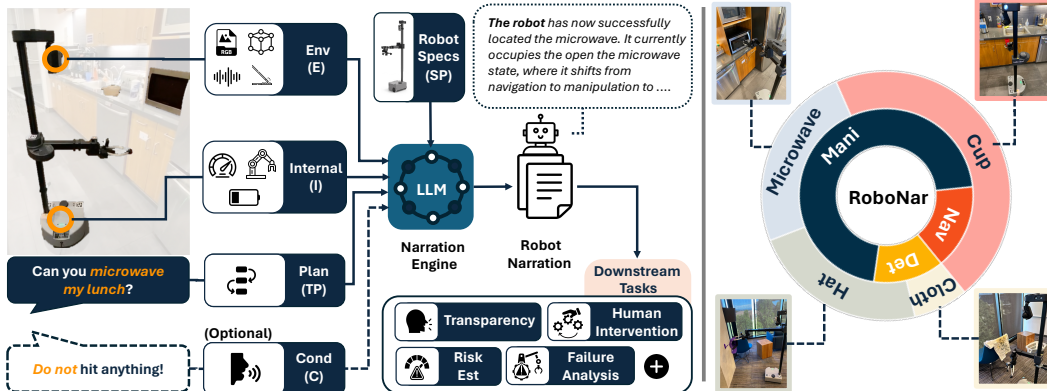 RGB
Env
(E)
Robot
Specs
(SP)
The robot has now successfully
located the microwave. It currently
occupies the open the microwave
state, where it shifts from
navigation to manipulation to ....
Internal
(I)
LLM
Narration
Engine
Robot
Narration
Can you microwave
my lunch?
Plan
(TP)
(Optional)
Do not hit anything!
Cond
(C)
Downstream
Tasks
Transparency
Human
Intervention
Risk
Est
Failure
Analysis
Microwave
Mani
Cup
RoboNar
Nav
Det
Hat
Cloth